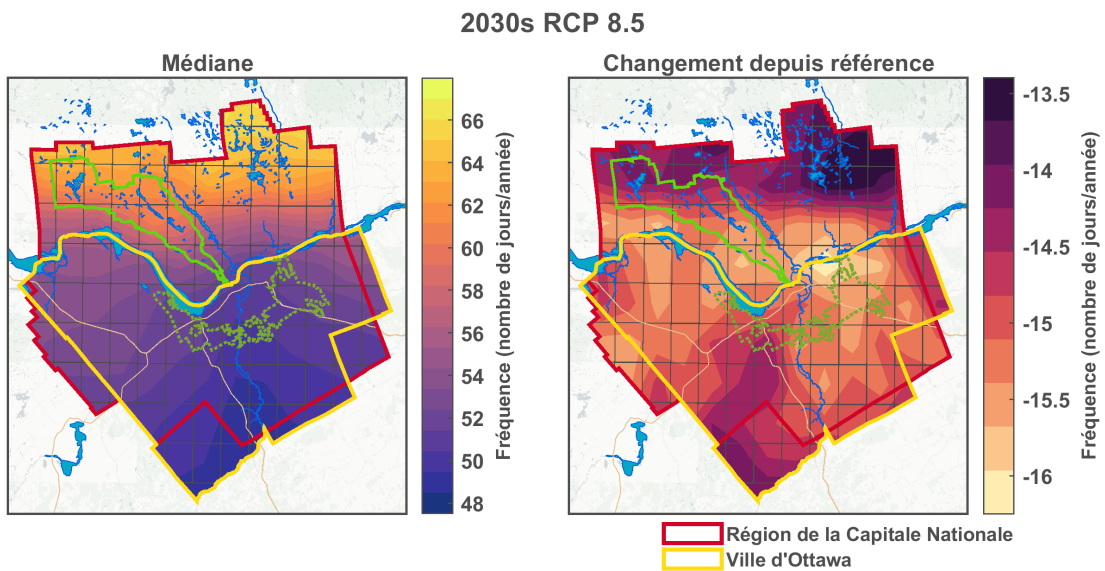 2030s RCP 8.5
Médiane
Changement depuis référence
66
64
62
60
58
56
54
52
50
48
Fréquence (nombre de jours/année)
-13.5
-14
-14.5
-15
-15.5
-16
Fréquence (nombre de jours/année)
Région de la Capitale Nationale
Ville d'Ottawa